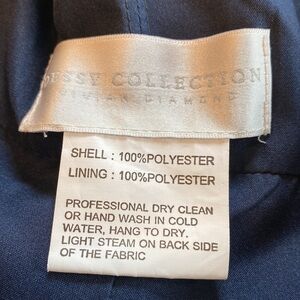 COLLECTION
DIAMOND
SHELL : 100%POLYESTER
LINING : 100%POLYESTER
PROFESSIONAL DRY CLEAN
OR HAND WASH IN COLD
WATER, HANG TO DRY.
LIGHT STEAM ON BACK SIDE
OF THE FABRIC